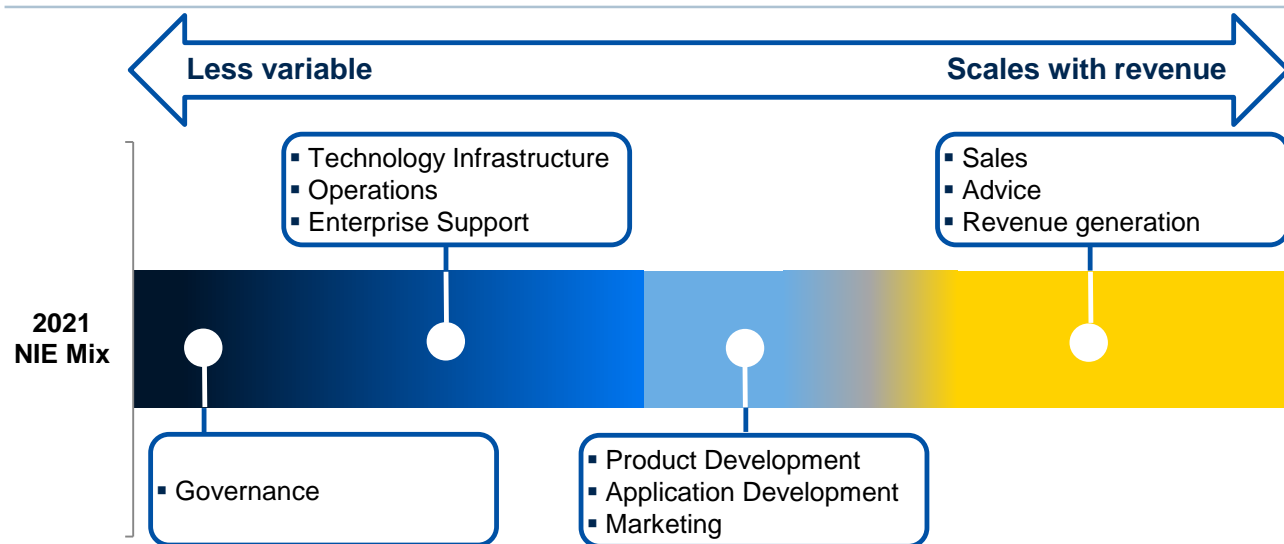 Less variable
Scales with revenue
▪ Technology Infrastructure
▪ Operations
▪ Enterprise Support
▪ Sales
▪ Advice
▪ Revenue generation
2021
NIE Mix
▪ Governance
▪ Product Development
▪ Application Development
▪ Marketing